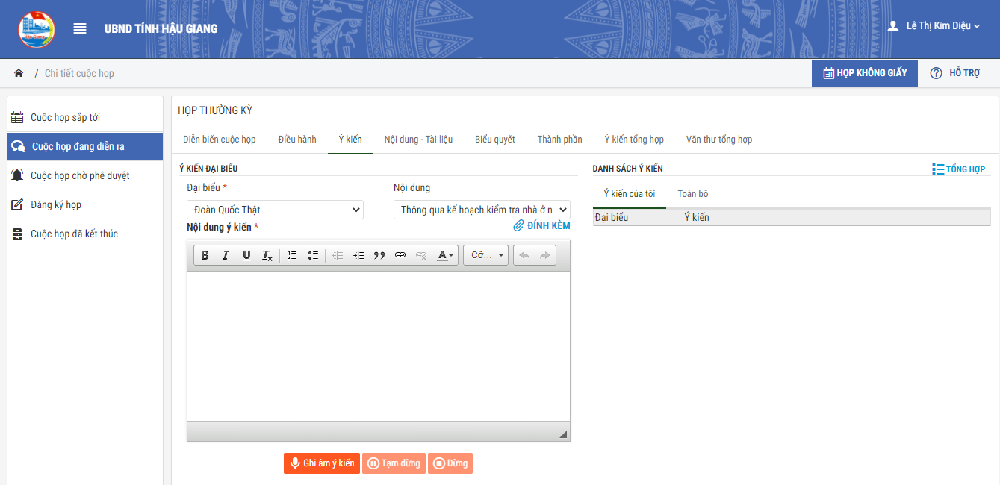 Hậu Giang
UBND TỈNH HẬU GIANG
Lê Thị Kim Diệu
/ Chi tiết cuộc họp
HỌP KHÔNG GIẤY
HỖ TRỢ
Cuộc họp sắp tới
Cuộc họp đang diễn ra
Cuộc họp chờ phê duyệt
Đăng ký họp
Cuộc họp đã kết thúc
HỌP THƯỜNG KỲ
Diễn biến cuộc họp Điều hành Ý kiến Nội dung - Tài liệu Biểu quyết Thành phần Ý kiến tổng hợp Văn thư tổng hợp
Ý KIẾN ĐẠI BIỂU
Đại biểu * Nội dung
Đoàn Quốc Thật Thông qua kế hoạch kiểm tra nhà ở n
Nội dung ý kiến * ĐÍNH KÈM
B I U Tx A Cỡ...
Ghi âm ý kiến Tạm dừng Dừng
DANH SÁCH Ý KIẾN TỔNG HỢP
Ý kiến của tôi Toàn bộ
Đại biểu Ý kiến